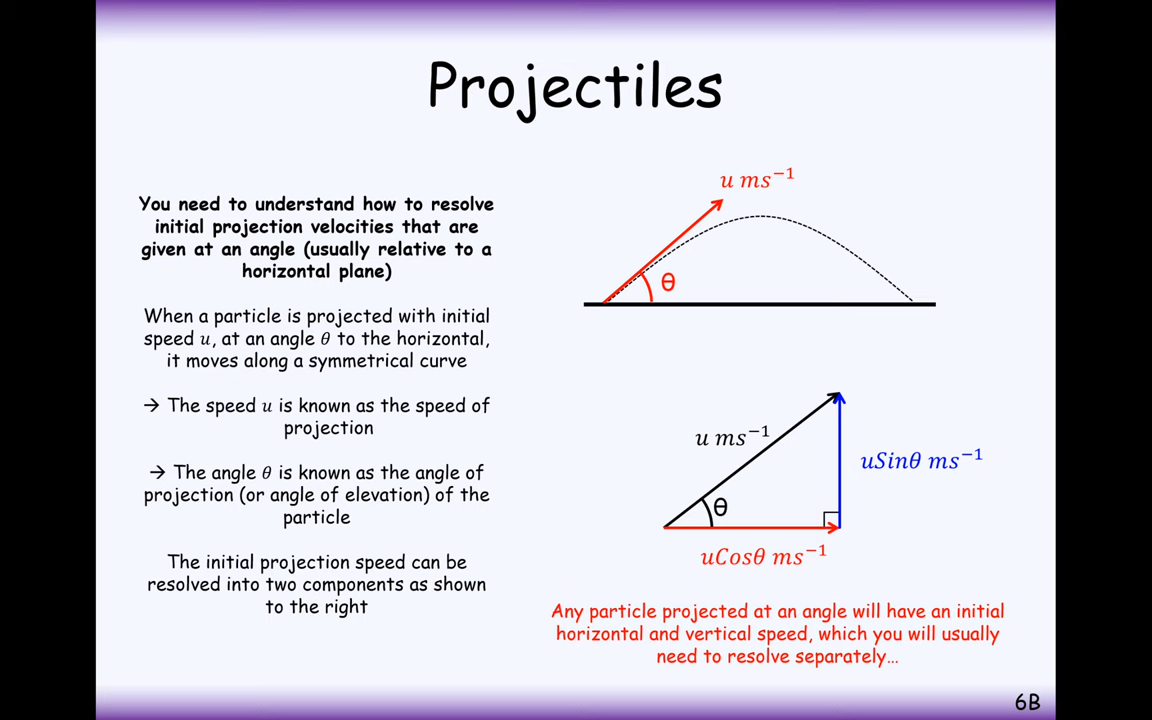 Projectiles
You need to understand how to resolve
initial projection velocities that are
given at an angle (usually relative to a
horizontal plane)
When a particle is projected with initial
speed u, at an angle θ to the horizontal,
it moves along a symmetrical curve
→ The speed u is known as the speed of
projection
→ The angle θ is known as the angle of
projection (or angle of elevation) of the
particle
The initial projection speed can be
resolved into two components as shown
to the right
u ms⁻¹
θ
u ms⁻¹
uSinθ ms⁻¹
θ
uCosθ ms⁻¹
Any particle projected at an angle will have an initial
horizontal and vertical speed, which you will usually
need to resolve separately…
6B